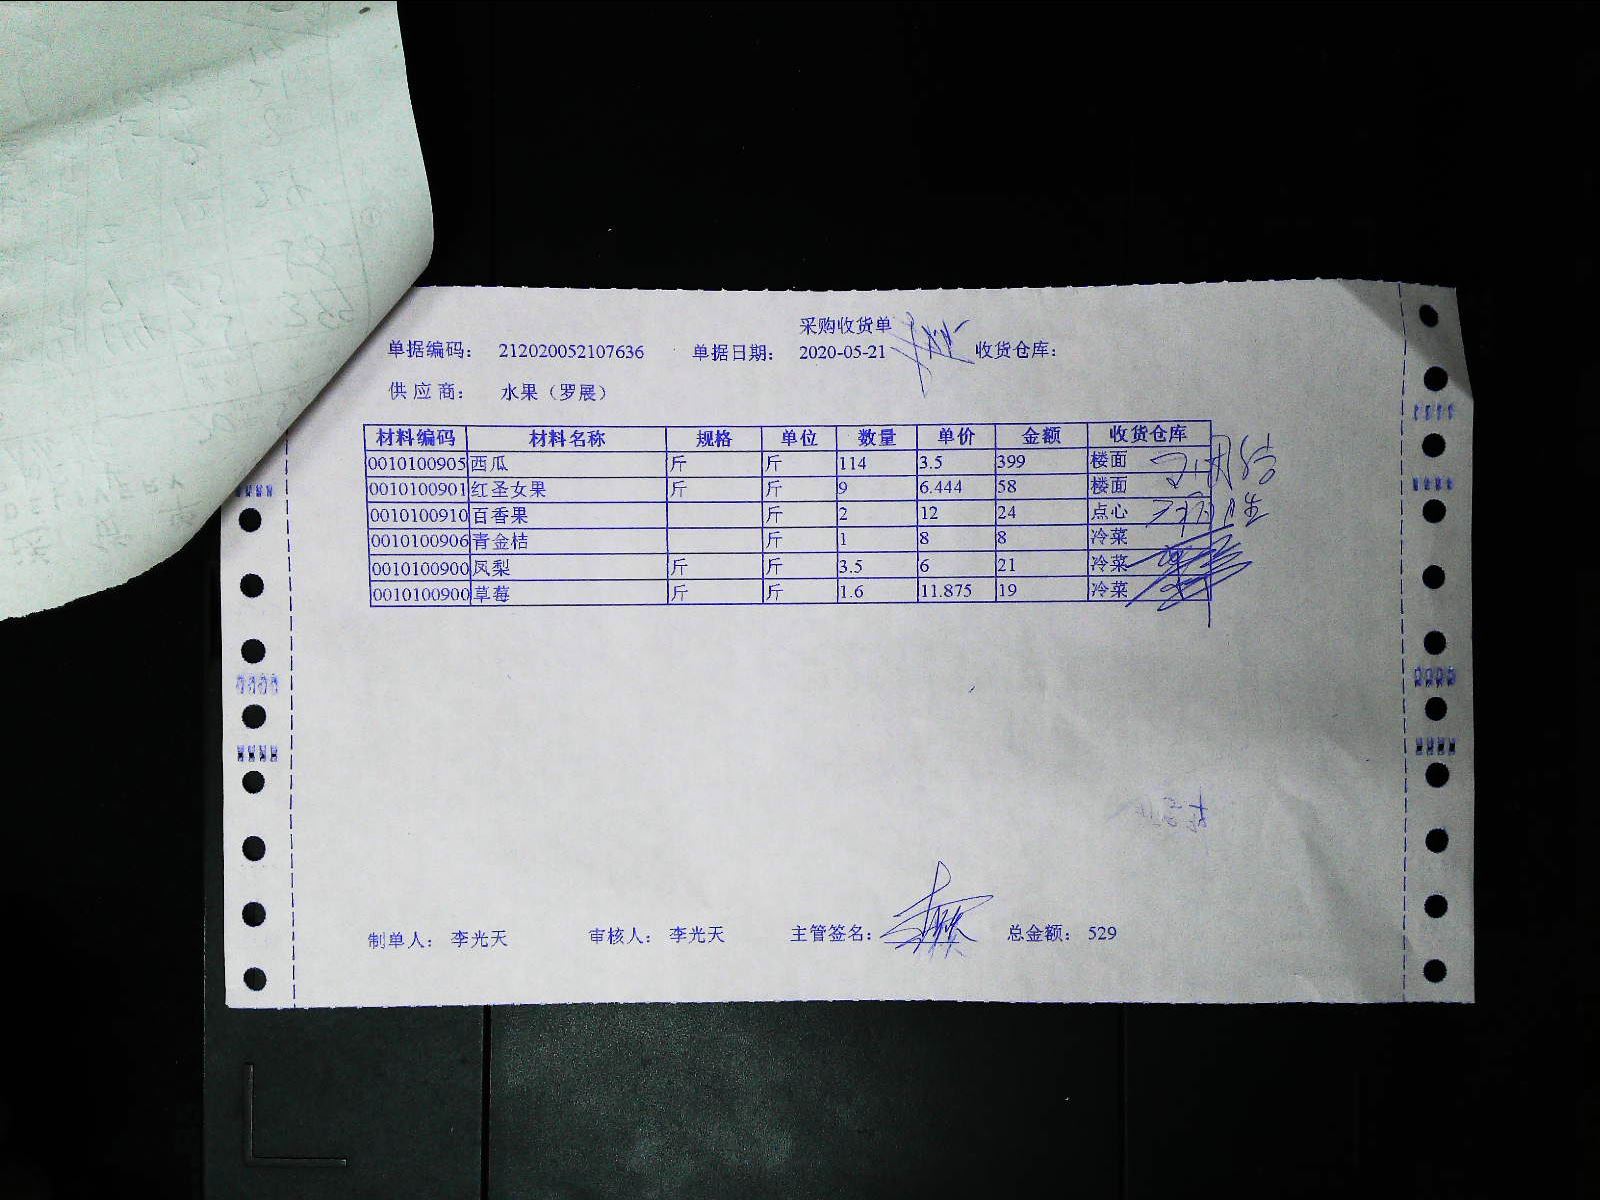 采购收货单
单据编码: 212020052107636 单据日期: 2020-05-21 收货仓库:
供应商: 水果（罗展）
材料编码 材料名称 规格 单位 数量 单价 金额 收货仓库
0010100905 西瓜 斤 斤 114 3.5 399 楼面
0010100901 红圣女果 斤 斤 9 6.444 58 楼面
0010100910 百香果 斤 2 12 24 点心
0010100906 青金桔 斤 1 8 8 冷菜
0010100900 凤梨 斤 斤 3.5 6 21 冷菜
0010100900 草莓 斤 斤 1.6 11.875 19 冷菜
制单人: 李光天 审核人: 李光天 主管签名: 总金额: 529